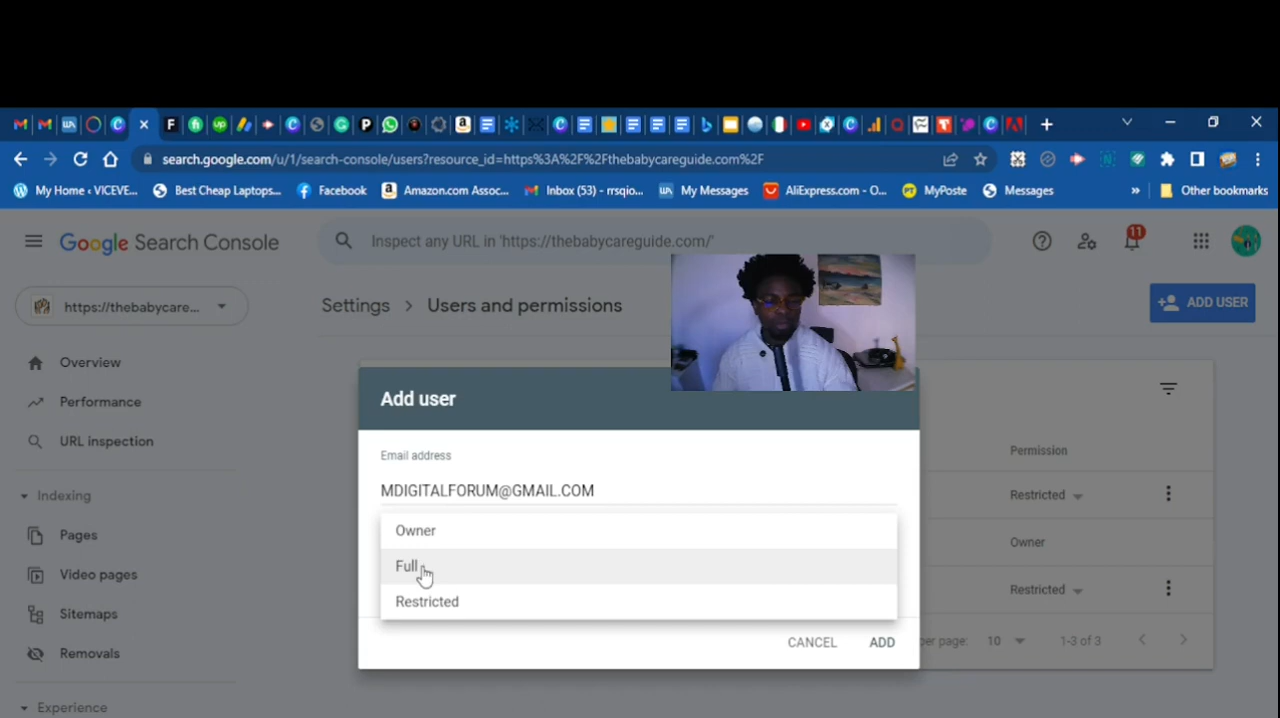 search.google.com/u/1/search-console/users?resource_id=https%3A%2F%2Fthebabycareguide.com%2F
My Home ‹ VICEVE...
Best Cheap Laptops...
Facebook
Amazon.com Assoc...
Inbox (53) - rrsqio...
My Messages
AliExpress.com - O...
MyPoste
Messages
»
Other bookmarks
Google Search Console
Inspect any URL in 'https://thebabycareguide.com/'
11
https://thebabycare...
Settings > Users and permissions
ADD USER
Overview
Performance
URL inspection
Indexing
Pages
Video pages
Sitemaps
Removals
Experience
Add user
Email address
MDIGITALFORUM@GMAIL.COM
Owner
Full
Restricted
CANCEL
ADD
Permission
Restricted
Owner
Restricted
per page: 10
1-3 of 3